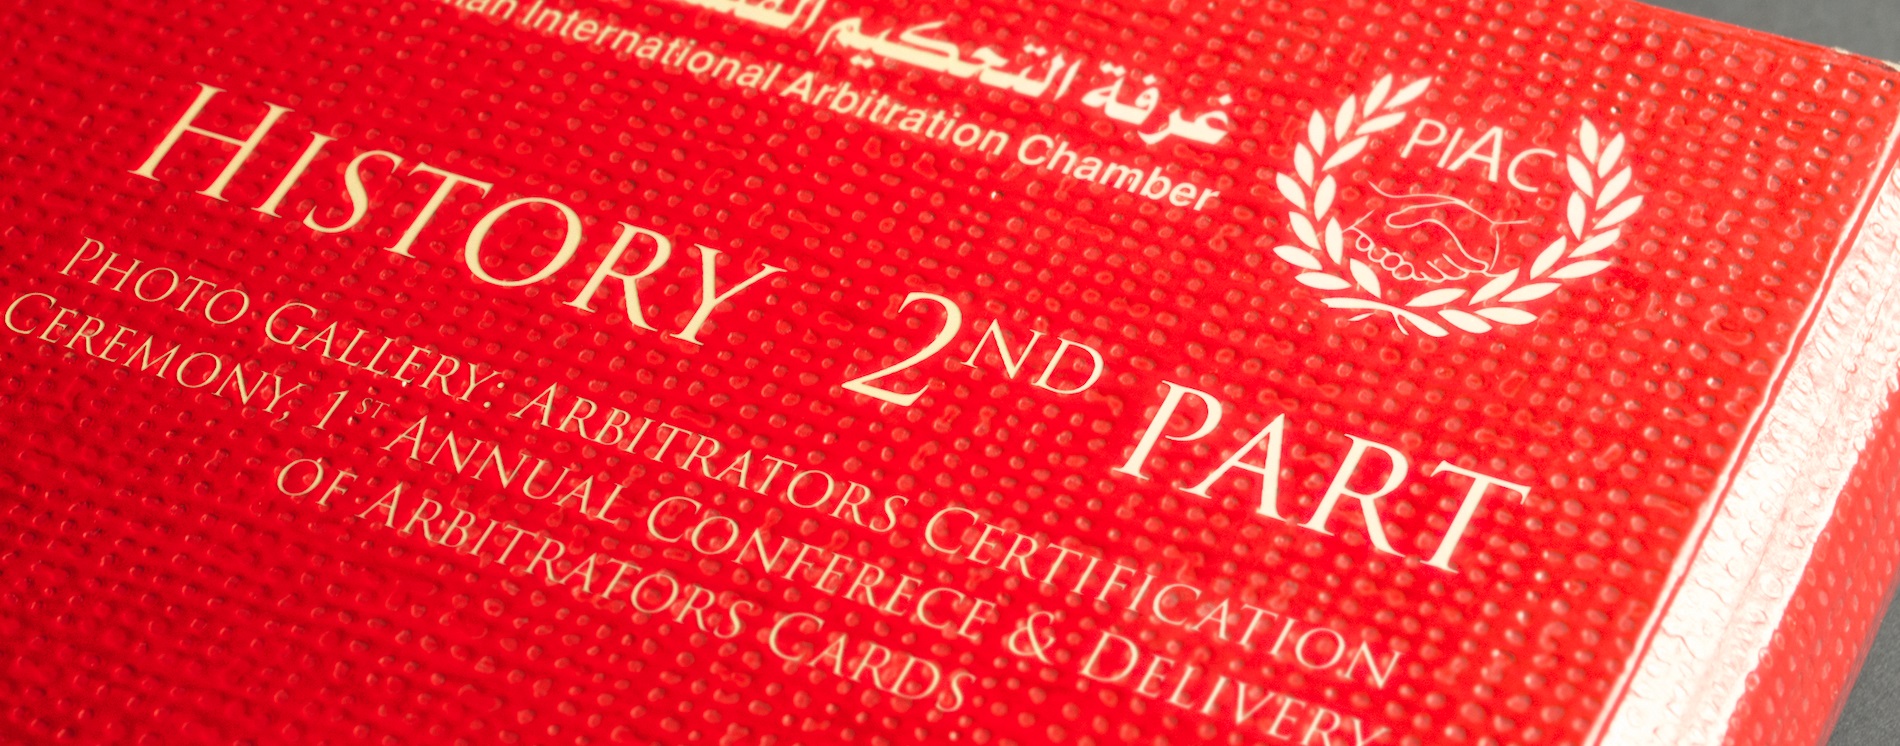 غرفة التحكيم
International Arbitration Chamber
PIAC
HISTORY 2ND PART
PHOTO GALLERY: ARBITRATORS CERTIFICATION
CEREMONY, 1ST ANNUAL CONFERECE & DELIVERY
OF ARBITRATORS CARDS